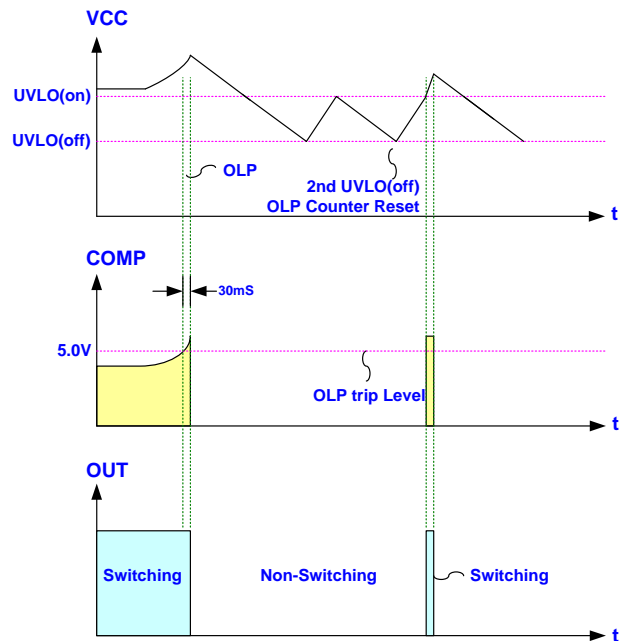 VCC
UVLO(on)
UVLO(off)
OLP
2nd UVLO(off)
OLP Counter Reset
t
COMP
30mS
5.0V
OLP trip Level
t
OUT
Switching
Non-Switching
Switching
t